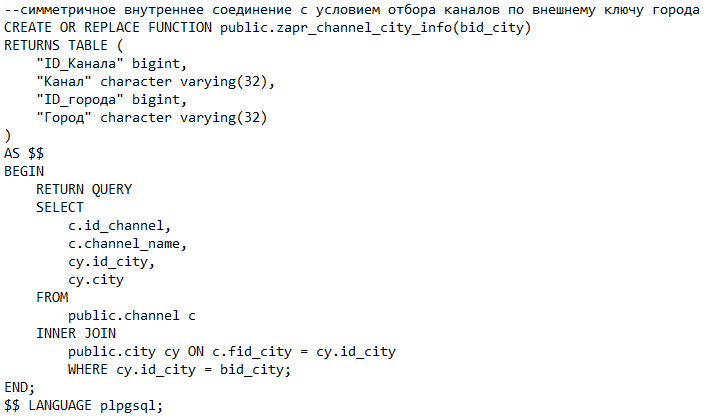 --симметричное внутреннее соединение с условием отбора каналов по внешнему ключу города
CREATE OR REPLACE FUNCTION public.zapr_channel_city_info(bid_city)
RETURNS TABLE (
    "ID_Канала" bigint,
    "Канал" character varying(32),
    "ID_города" bigint,
    "Город" character varying(32)
)
AS $$
BEGIN
    RETURN QUERY
    SELECT
        c.id_channel,
        c.channel_name,
        cy.id_city,
        cy.city
    FROM
        public.channel c
    INNER JOIN
        public.city cy ON c.fid_city = cy.id_city
        WHERE cy.id_city = bid_city;
END;
$$ LANGUAGE plpgsql;